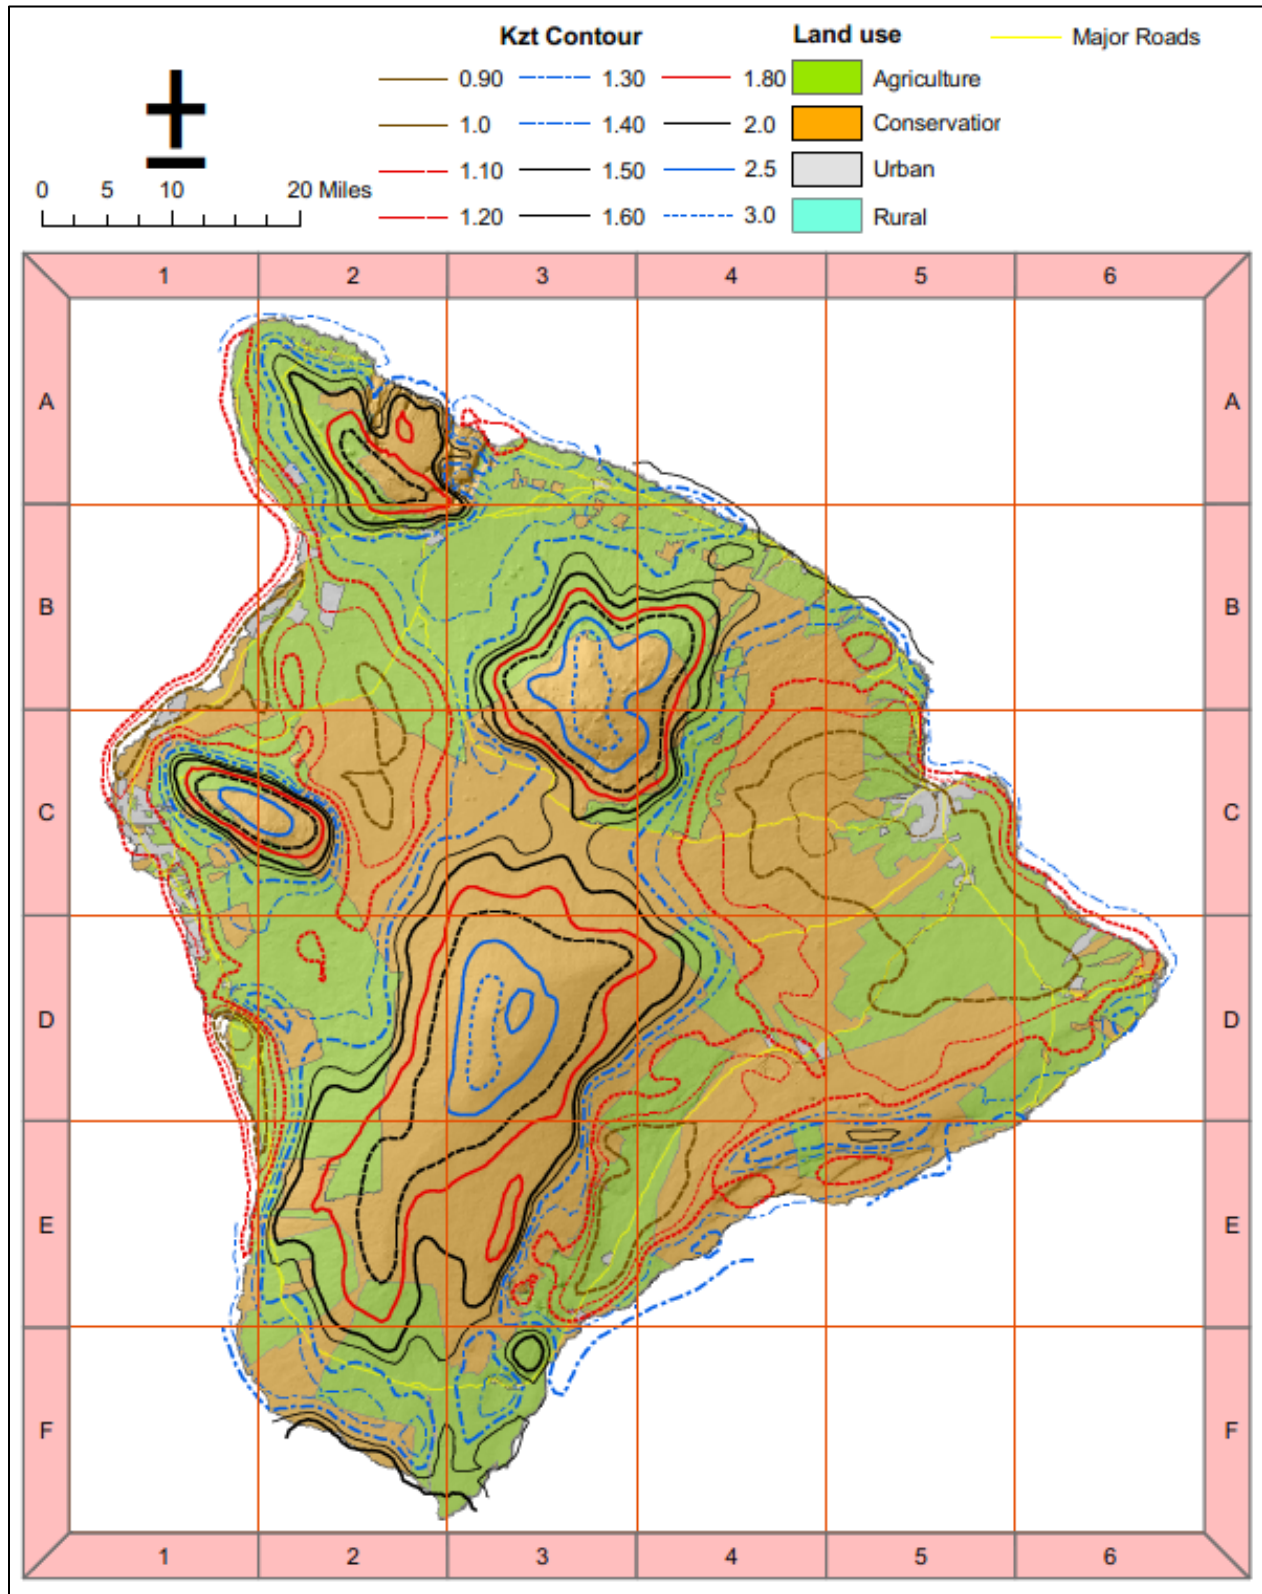 Kzt Contour Land use Major Roads
0.90 1.30 1.80 Agriculture
1.0 1.40 2.0 Conservation
1.10 1.50 2.5 Urban
1.20 1.60 3.0 Rural
0 5 10 20 Miles
1 2 3 4 5 6
A A
B B
C C
D D
E E
F F
1 2 3 4 5 6